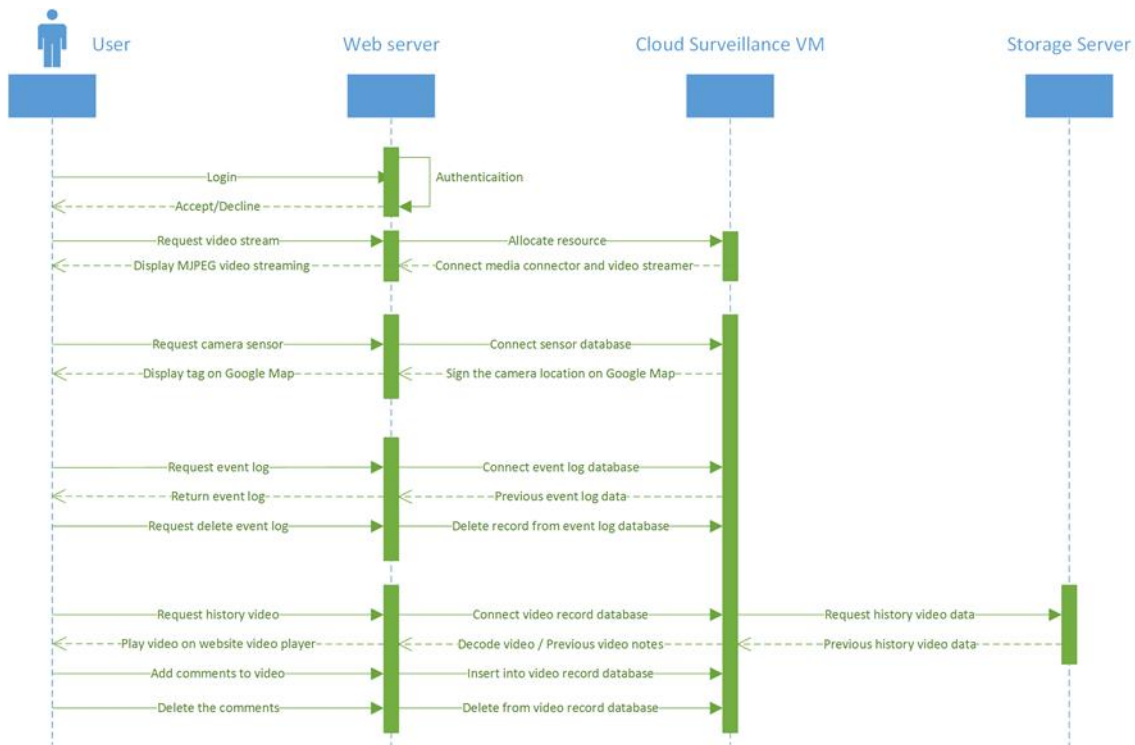 User
Web server
Cloud Surveillance VM
Storage Server
Login
Authenticaition
Accept/Decline
Request video stream
Allocate resource
Display MJPEG video streaming
Connect media connector and video streamer
Request camera sensor
Connect sensor database
Display tag on Google Map
Sign the camera location on Google Map
Request event log
Connect event log database
Return event log
Previous event log data
Request delete event log
Delete record from event log database
Request history video
Connect video record database
Request history video data
Play video on website video player
Decode video / Previous video notes
Previous history video data
Add comments to video
Insert into video record database
Delete the comments
Delete from video record database